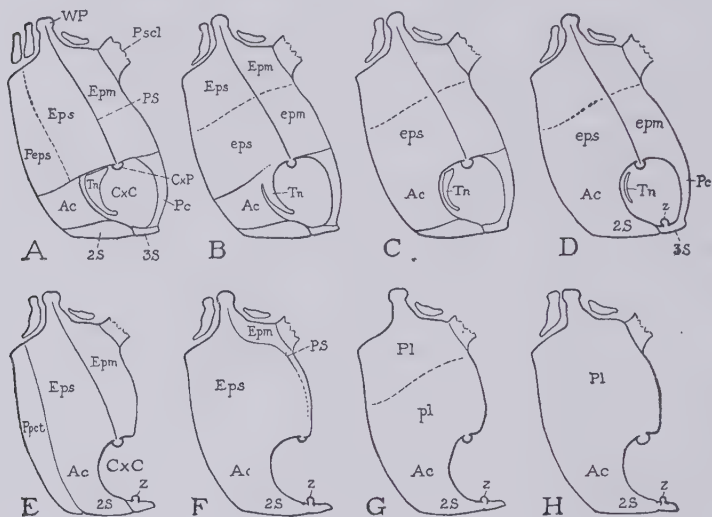 WP
Pscl
Eps
Epm
PS
Peps
Tn
CxC
CxP
Pc
Ac
2S
3S
A
Epm
Eps
epm
eps
Tn
Ac
B
eps
Ac
Tn
C
eps
epm
Ac
Tn
Pc
z
2S
3S
D
Epm
Eps
Ppct
CxC
Ac
z
2S
E
Epm
PS
Eps
Ac
z
2S
F
Pl
pl
Ac
z
2S
G
Pl
Ac
z
2S
H